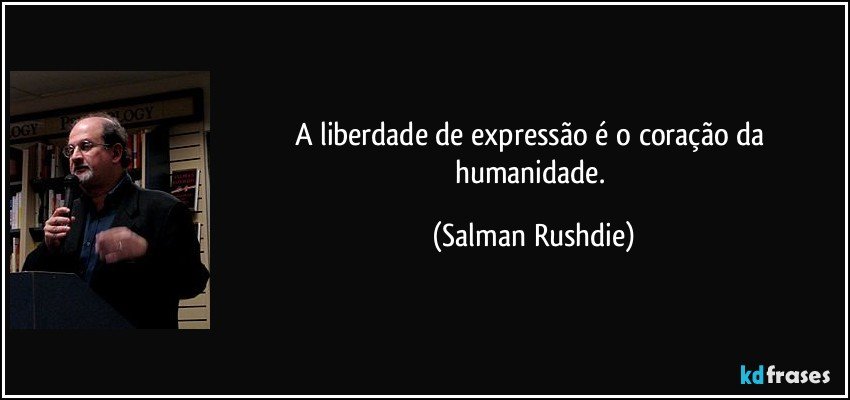 A liberdade de expressão é o coração da
humanidade.
(Salman Rushdie)
kdfrases